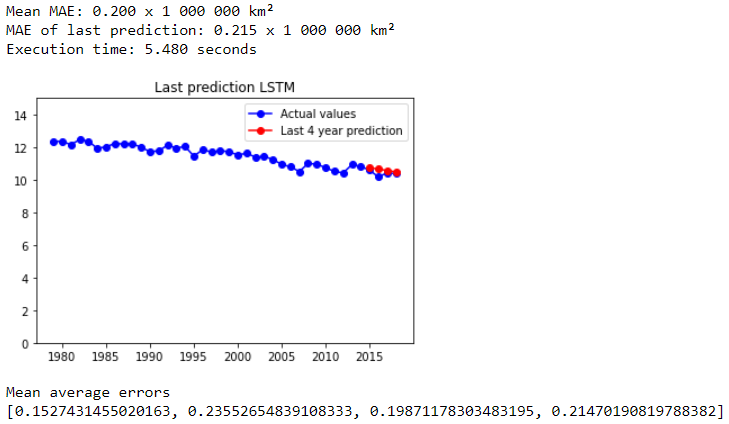 Mean MAE: 0.200 x 1 000 000 km²
MAE of last prediction: 0.215 x 1 000 000 km²
Execution time: 5.480 seconds
Last prediction LSTM
Actual values
Last 4 year prediction
14
12
10
8
6
4
2
0
1980 1985 1990 1995 2000 2005 2010 2015
Mean average errors
[0.1527431455020163, 0.23552654839108333, 0.19871178303483195, 0.21470190819788382]